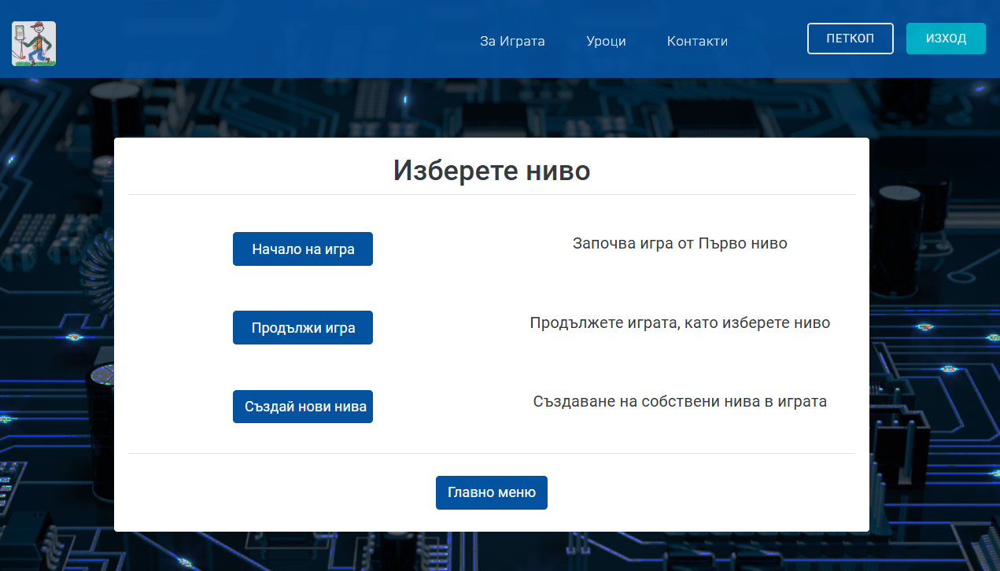 За Играта
Уроци
Контакти
ПЕТКОП
ИЗХОД
Изберете ниво
Начало на игра
Започва игра от Първо ниво
Продължи игра
Продължете играта, като изберете ниво
Създай нови нива
Създаване на собствени нива в играта
Главно меню